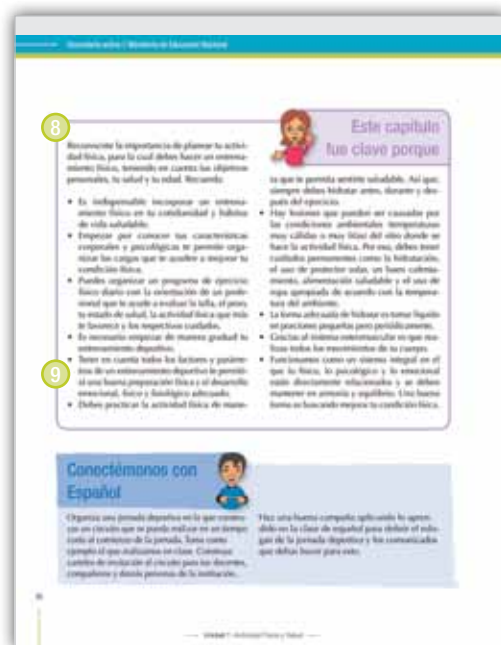 Secundaria activa / Ministerio de Educación Nacional
8
Este capítulo
fue clave porque
Reconociste la importancia de planear tu activi-
dad física, para la cual debes hacer un entrena-
miento físico, teniendo en cuenta tus objetivos
personales, tu salud y tu edad. Recuerda:
• Es indispensable incorporar un entrena-
miento físico en tu cotidianidad y hábitos
de vida saludable.
• Empezar por conocer tus características
corporales y psicológicas te permite orga-
nizar las cargas que te ayuden a mejorar tu
condición física.
• Puedes organizar un programa de ejercicio
físico diario con la orientación de un profe-
sional que te ayude a evaluar la talla, el peso,
tu estado de salud, la actividad física que más
te favorece y los respectivos cuidados.
• Es necesario empezar de manera gradual tu
entrenamiento deportivo.
9
• Tener en cuenta todos los factores y paráme-
tros de un entrenamiento deportivo te permiti-
rá una buena preparación física y el desarrollo
emocional, físico y fisiológico adecuado.
• Debes practicar la actividad física de mane-
ra que te permita sentirte saludable. Así que,
siempre debes hidratar antes, durante y des-
pués del ejercicio.
• Hay lesiones que pueden ser causadas por
las condiciones ambientales (temperaturas
muy cálidas o muy frías) del sitio donde se
hace la actividad física. Por eso, debes tener
cuidados permanentes como la hidratación,
el uso de protector solar, un buen calenta-
miento, alimentación saludable y el uso de
ropa apropiada de acuerdo con la tempera-
tura del ambiente.
• La forma adecuada de hidratar es tomar líquido
en porciones pequeñas pero periódicamente.
• Gracias al sistema osteomuscular es que rea-
lizas todos los movimientos de tu cuerpo.
• Funcionamos como un sistema integral en el
que lo físico, lo psicológico y lo emocional
están directamente relacionados y se deben
mantener en armonía y equilibrio. Una buena
forma es buscando mejorar tu condición física.
Conectémonos con
Español
Organiza una jornada deportiva en la que constru-
yas un circuito que se pueda realizar en un tiempo
corto al comienzo de la jornada. Toma como
ejemplo el que realizamos en clase. Construye
carteles de invitación al circuito para tus docentes,
compañeros y demás personas de la institución.
Haz una buena campaña aplicando lo apren-
dido en la clase de español para definir el eslo-
gan de la jornada deportiva y los comunicados
que debas hacer para esto.
Unidad 1. Actividad Física y Salud